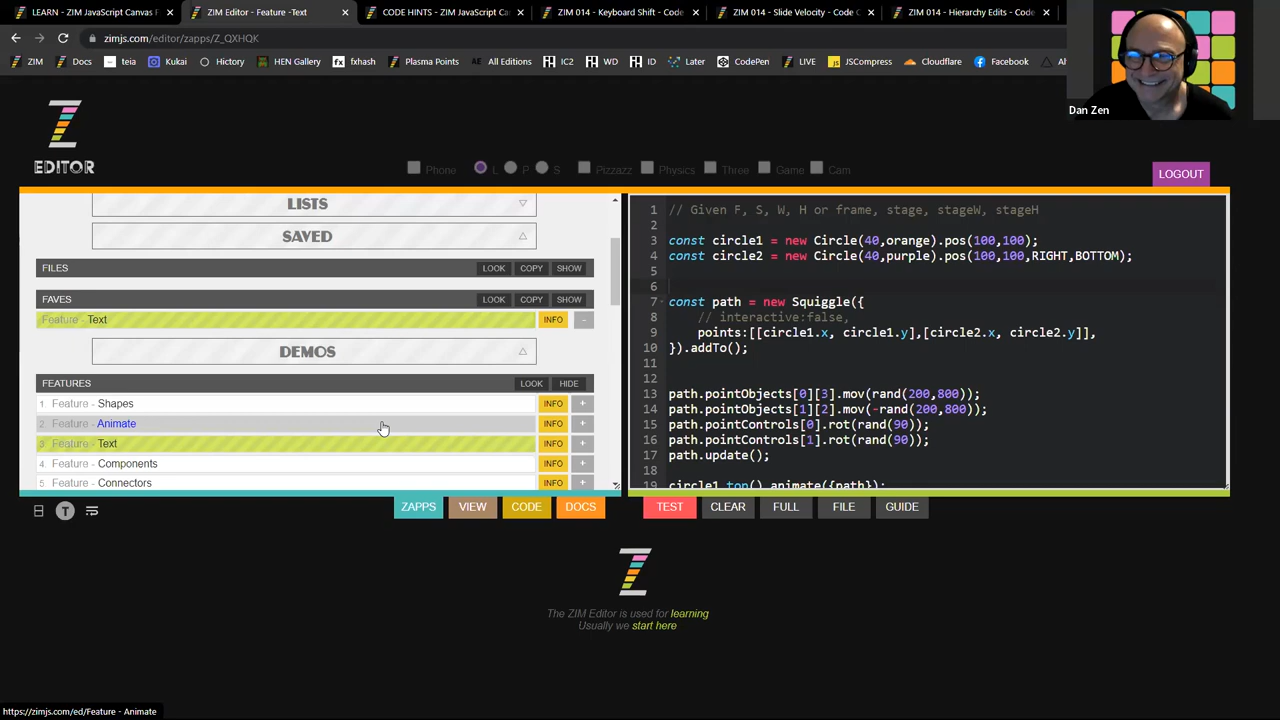 LEARN - ZIM JavaScript Canvas F
ZIM Editor - Feature -Text
CODE HINTS - ZIM JavaScript Ca
ZIM 014 - Keyboard Shift - Code
ZIM 014 - Slide Velocity - Code C
ZIM 014 - Hierarchy Edits - Code
zimjs.com/editor/zapps/Z_QXHQK
ZIM Docs teia Kukai Hictory HEN Gallery fxhash Plasma Points AE All Editions IC2 WD ID Later CodePen LIVE JSCompress Cloudflare Facebook
Dan Zen
EDITOR
Phone L P S Pizzazz Physics Three Game Cam
LOGOUT
LISTS
SAVED
FILES LOOK COPY SHOW
FAVES LOOK COPY SHOW
Feature - Text INFO -
DEMOS
FEATURES LOOK HIDE
1 Feature - Shapes INFO +
2 Feature - Animate INFO +
3 Feature - Text INFO +
4 Feature - Components INFO +
5 Feature - Connectors INFO +
1 // Given F, S, W, H or frame, stage, stageW, stageH
2
3 const circle1 = new Circle(40,orange).pos(100,100);
4 const circle2 = new Circle(40,purple).pos(100,100,RIGHT,BOTTOM);
5
6
7 const path = new Squiggle({
8 // interactive:false,
9 points:[[circle1.x, circle1.y],[circle2.x, circle2.y]],
10 }).addTo();
11
12
13 path.pointObjects[0][3].mov(rand(200,800));
14 path.pointObjects[1][2].mov(-rand(200,800));
15 path.pointControls[0].rot(rand(90));
16 path.pointControls[1].rot(rand(90));
17 path.update();
18
19 circle1.top().animate({path});
T
ZAPPS VIEW CODE DOCS
TEST CLEAR FULL FILE GUIDE
The ZIM Editor is used for learning
Usually we start here
https://zimjs.com/ed/Feature - Animate